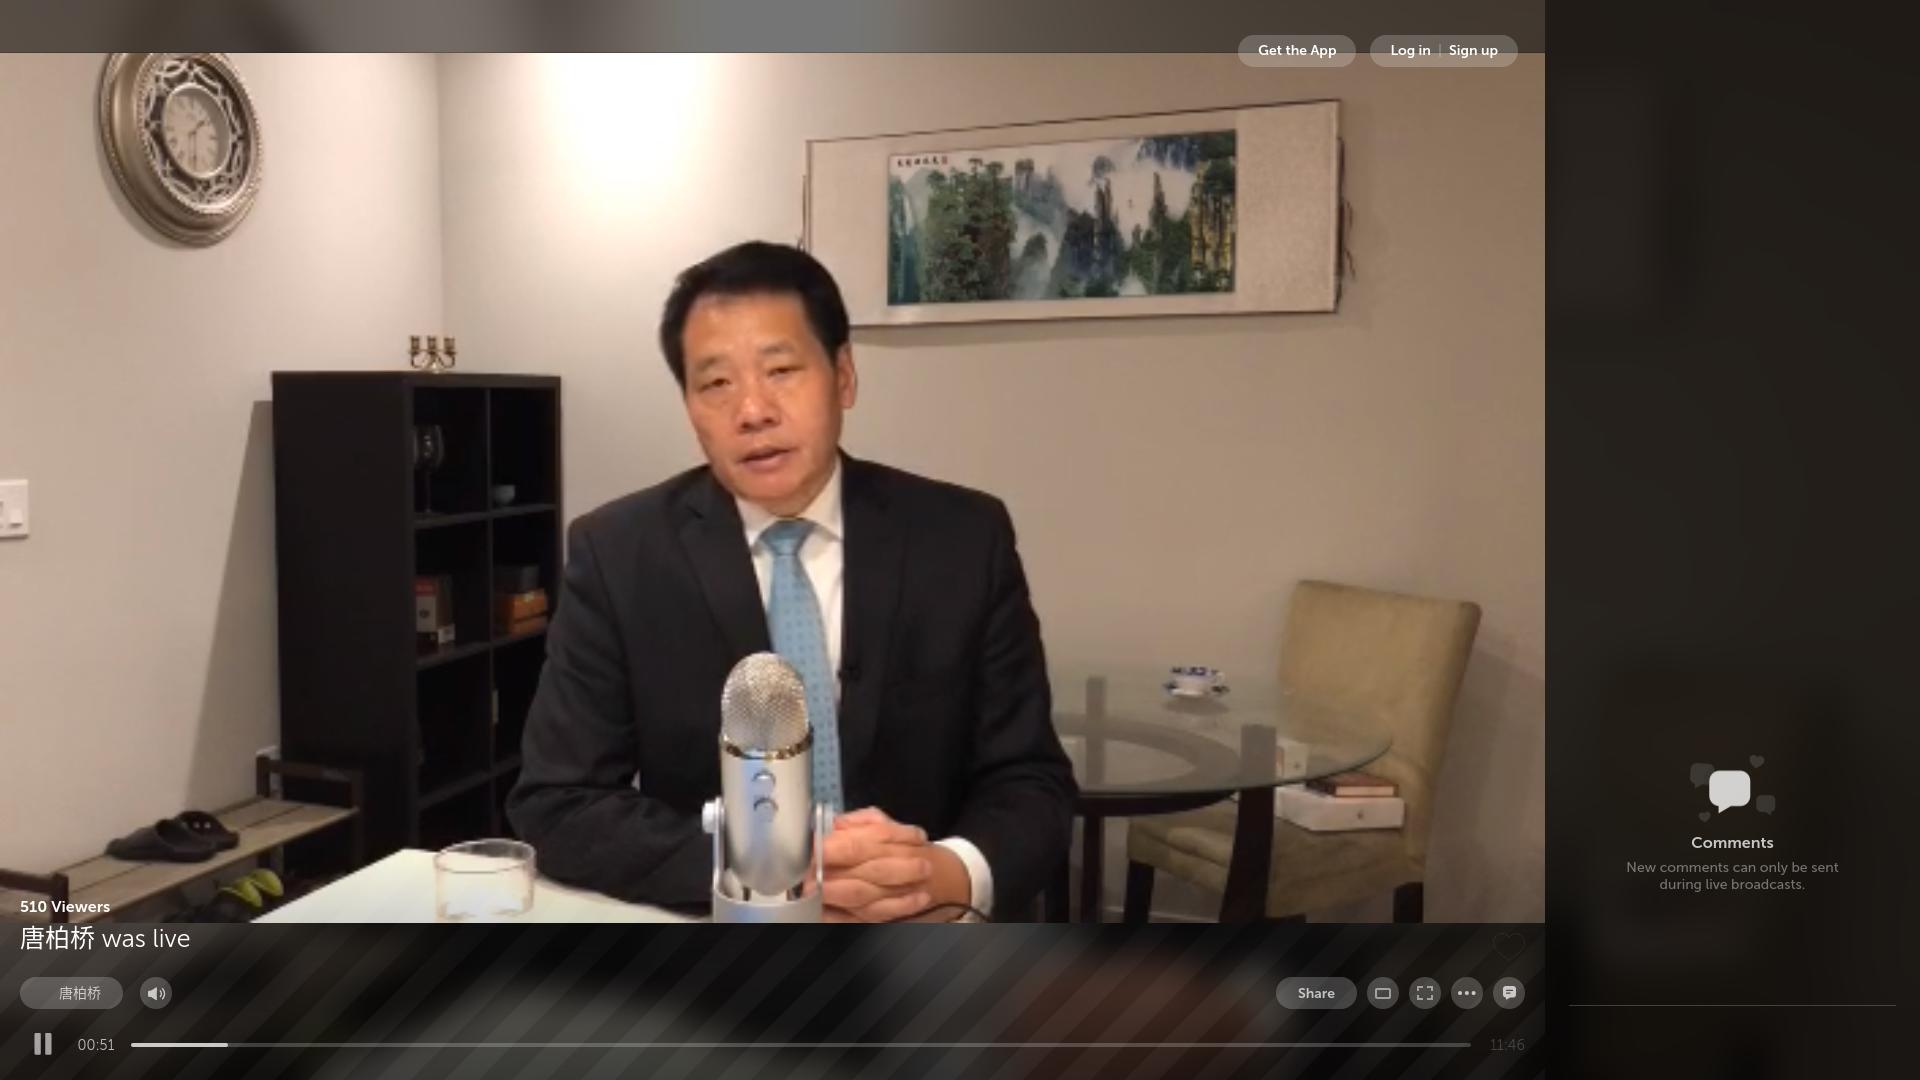 Get the App
Log in | Sign up
510 Viewers
唐柏桥 was live
唐柏桥
Share
00:51
11:46
Comments
New comments can only be sent
during live broadcasts.